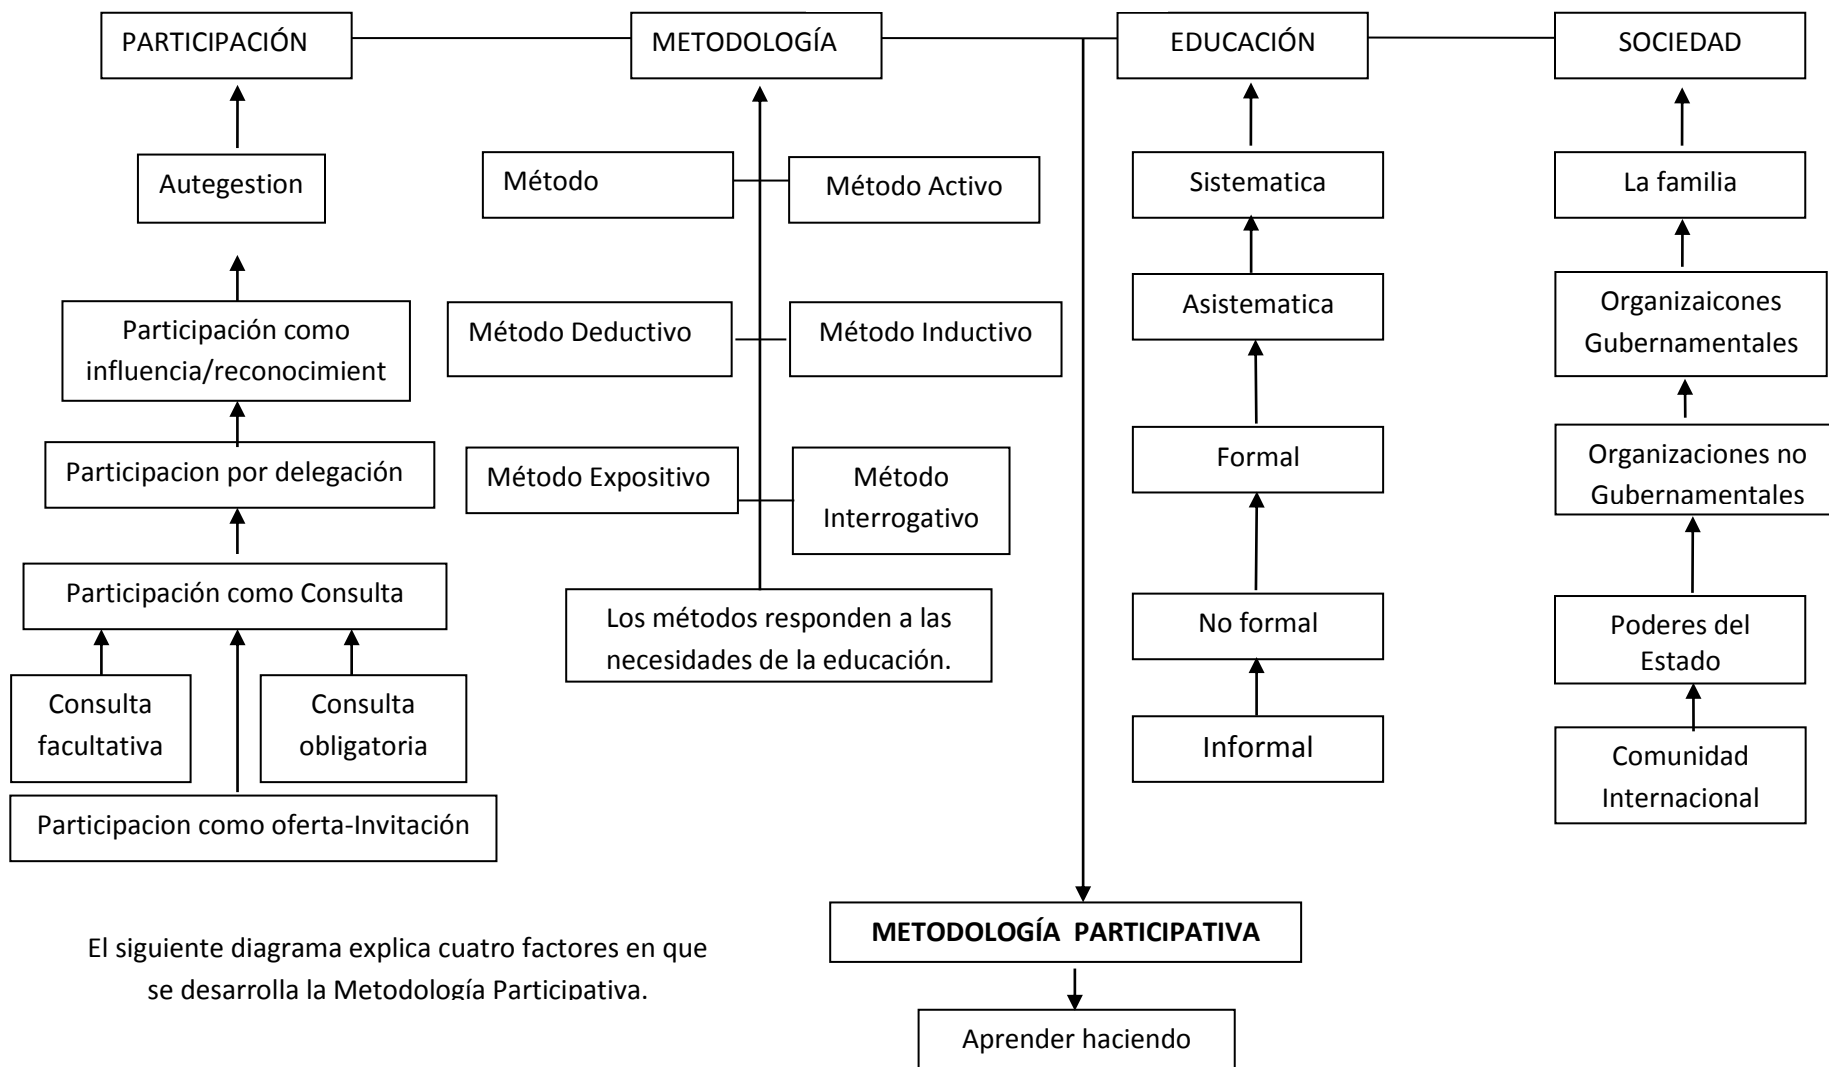 PARTICIPACIÓN
METODOLOGÍA
EDUCACIÓN
SOCIEDAD
Autegestion
Método
Método Activo
Sistematica
La familia
Participación como
influencia/reconocimient
Método Deductivo
Método Inductivo
Asistematica
Organizaicones
Gubernamentales
Participacion por delegación
Método Expositivo
Método
Interrogativo
Formal
Organizaciones no
Gubernamentales
Participación como Consulta
Los métodos responden a las
necesidades de la educación.
No formal
Poderes del
Estado
Consulta
facultativa
Consulta
obligatoria
Informal
Comunidad
Internacional
Participacion como oferta-Invitación
METODOLOGÍA PARTICIPATIVA
El siguiente diagrama explica cuatro factores en que
se desarrolla la Metodología Participativa.
Aprender haciendo